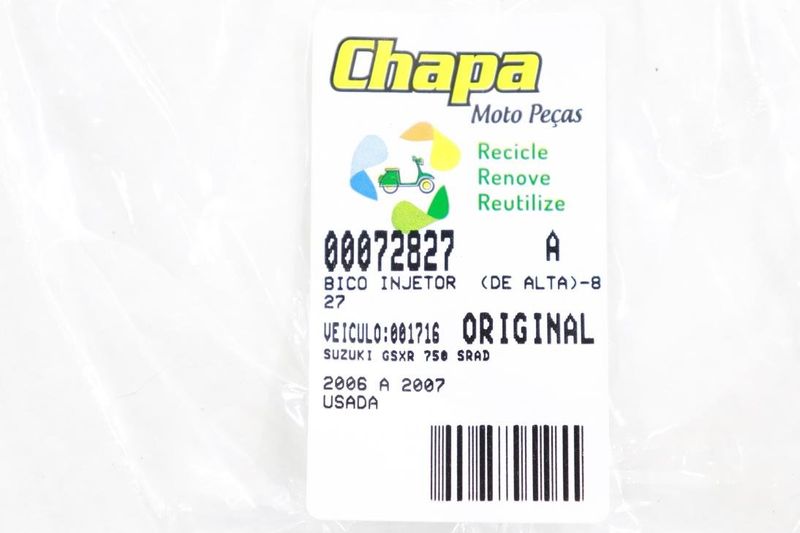 Chapa
Moto Peças
Recicle
Renove
Reutilize
00072827 A
BICO INJETOR (DE ALTA)-8
27
VEICULO:001716 ORIGINAL
SUZUKI GSXR 750 SRAD
2006 A 2007
USADA